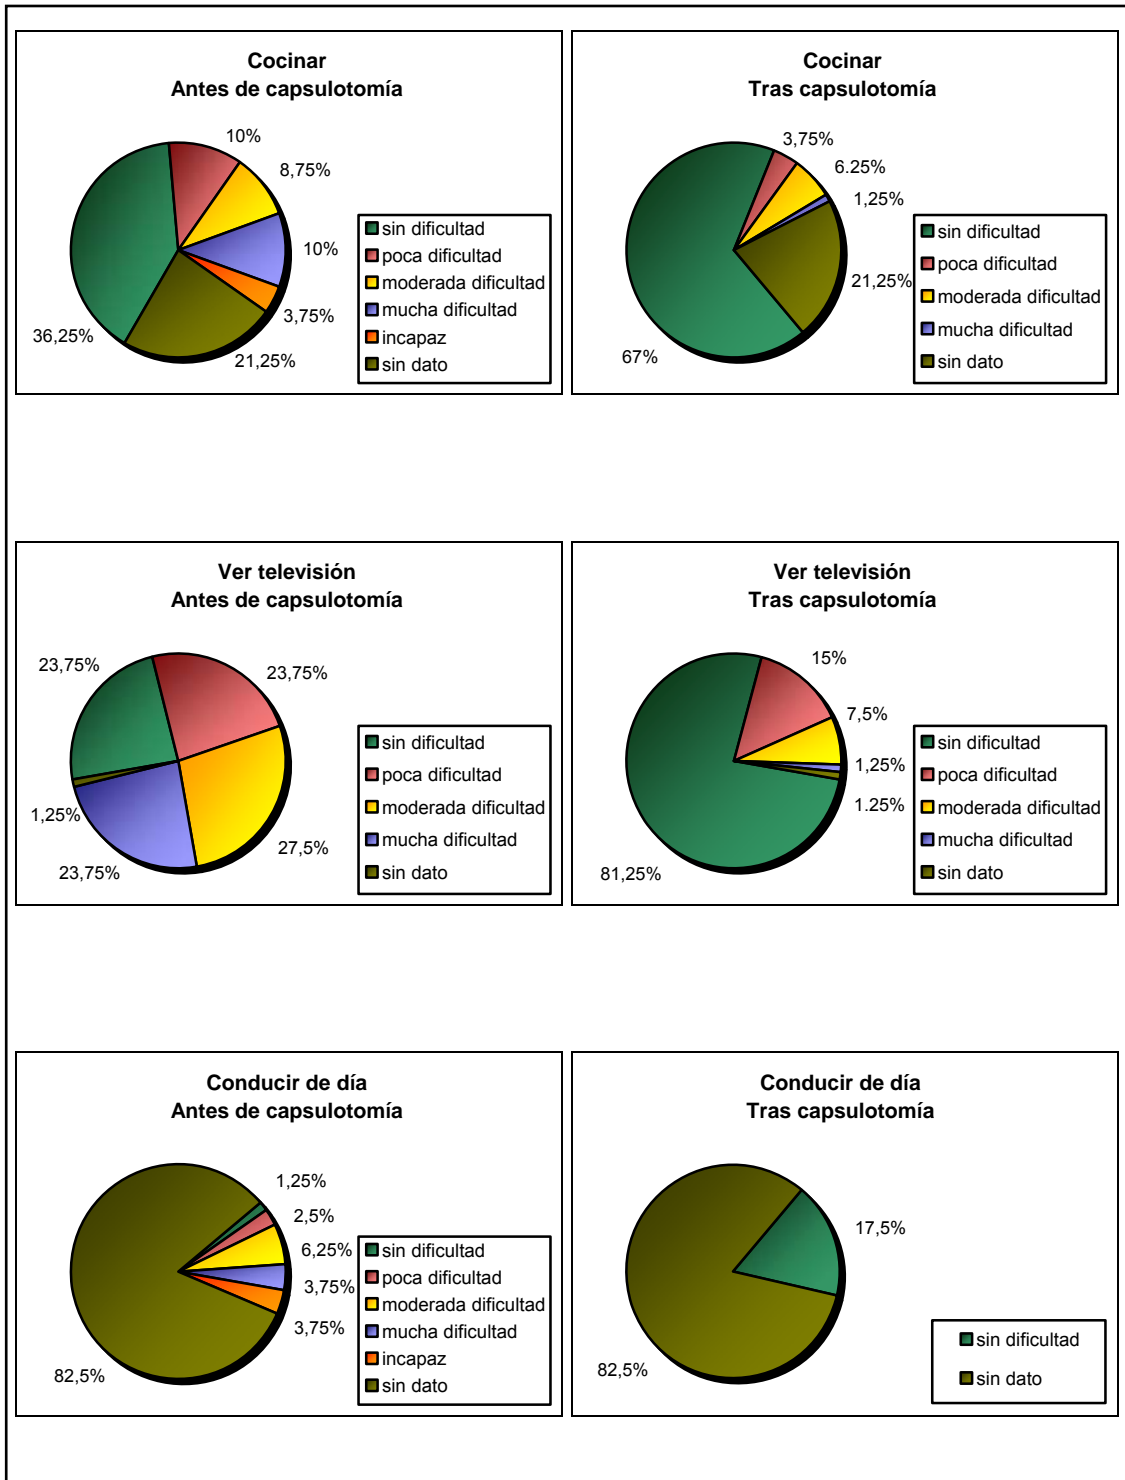 Cocinar
Antes de capsulotomía
10%
8,75%
10%
3,75%
21,25%
36,25%
sin dificultad
poca dificultad
moderada dificultad
mucha dificultad
incapaz
sin dato
Cocinar
Tras capsulotomía
3,75%
6.25%
1,25%
21,25%
67%
sin dificultad
poca dificultad
moderada dificultad
mucha dificultad
sin dato
Ver televisión
Antes de capsulotomía
23,75%
23,75%
27,5%
23,75%
1,25%
sin dificultad
poca dificultad
moderada dificultad
mucha dificultad
sin dato
Ver televisión
Tras capsulotomía
15%
7,5%
1,25%
1.25%
81,25%
sin dificultad
poca dificultad
moderada dificultad
mucha dificultad
sin dato
Conducir de día
Antes de capsulotomía
1,25%
2,5%
6,25%
3,75%
3,75%
82,5%
sin dificultad
poca dificultad
moderada dificultad
mucha dificultad
incapaz
sin dato
Conducir de día
Tras capsulotomía
17,5%
82,5%
sin dificultad
sin dato